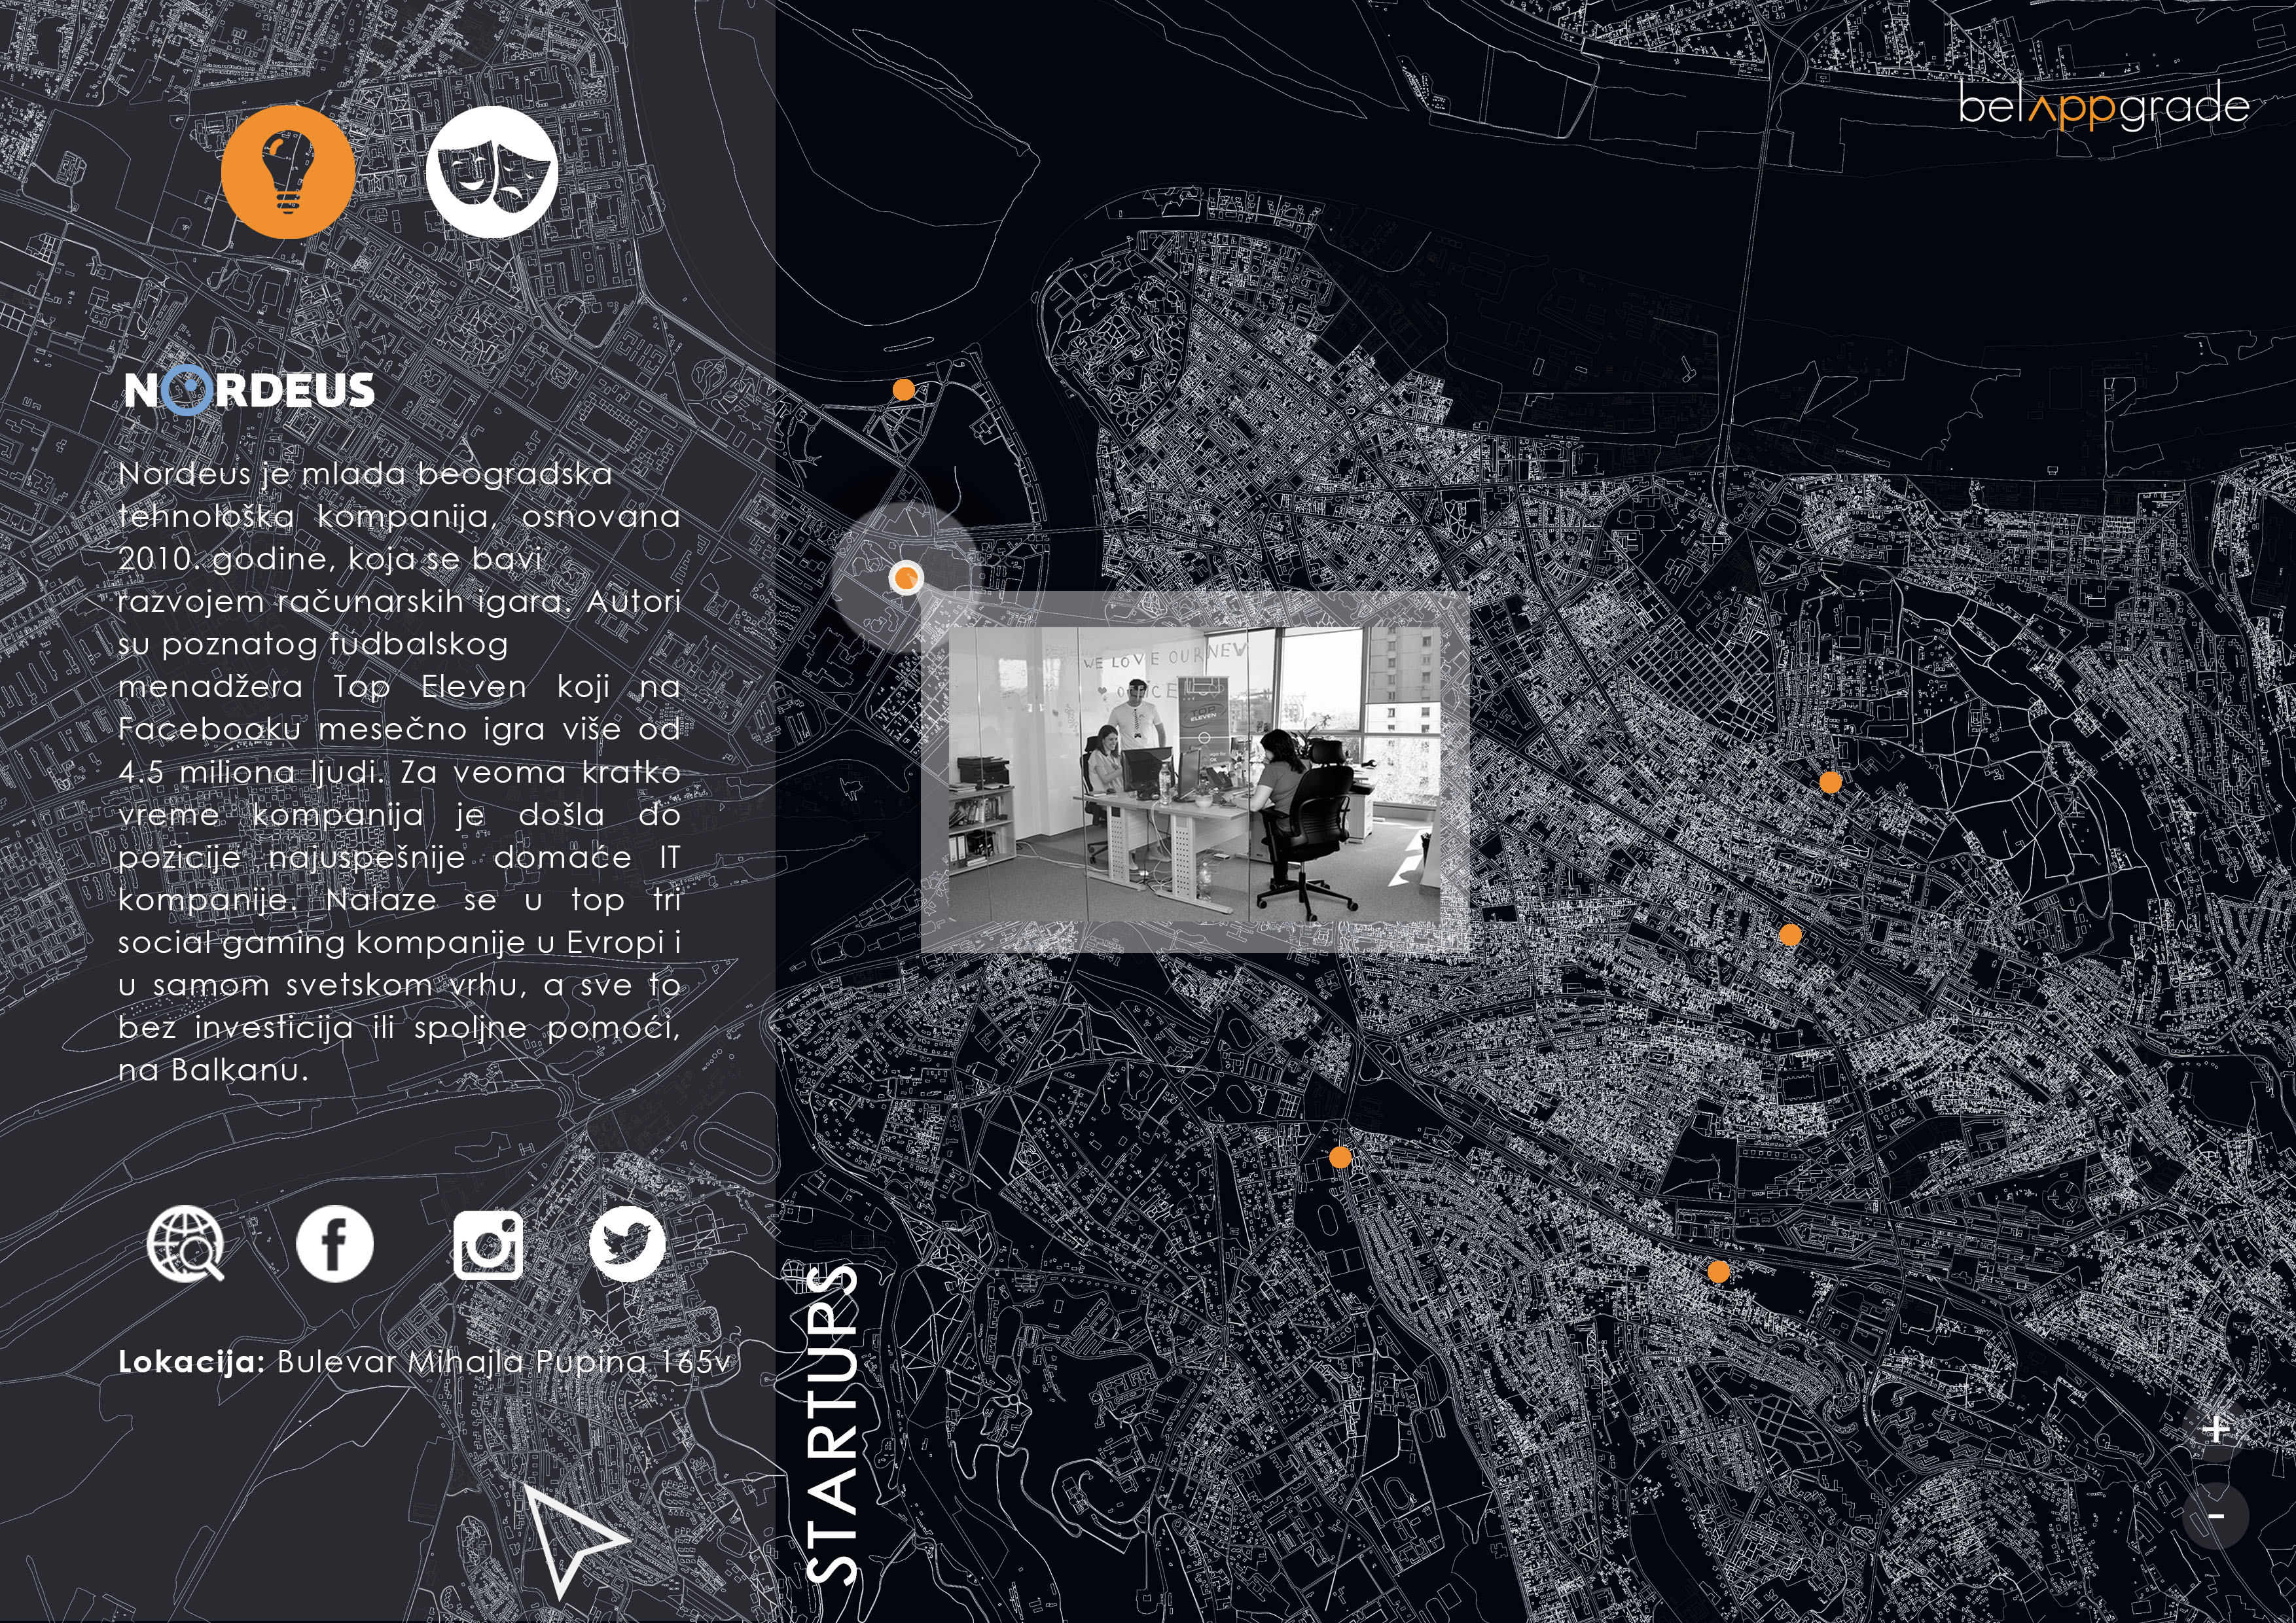 belAppgrade
NORDEUS
Nordeus je mlada beogradska
tehnološka kompanija, osnovana
2010. godine, koja se bavi
razvojem računarskih igara. Autori
su poznatog fudbalskog
menadžera Top Eleven koji na
Facebooku mesečno igra više od
4.5 miliona ljudi. Za veoma kratko
vreme kompanija je došla do
pozicije najuspešnije domaće IT
kompanije. Nalaze se u top tri
social gaming kompanije u Evropi i
u samom svetskom vrhu, a sve to
bez investicija ili spoljne pomoći,
na Balkanu.
Lokacija: Bulevar Mihajla Pupina 165v
STARTUPS
WE LOVE OUR NEW
OFFICE
TOP
ELEVEN
+
-